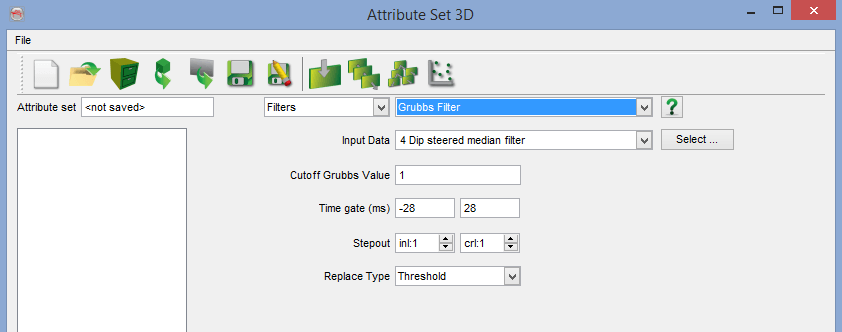 Attribute Set 3D
File
Attribute set <not saved> Filters Grubbs Filter ?
Input Data 4 Dip steered median filter Select ...
Cutoff Grubbs Value 1
Time gate (ms) -28 28
Stepout inl:1 crl:1
Replace Type Threshold